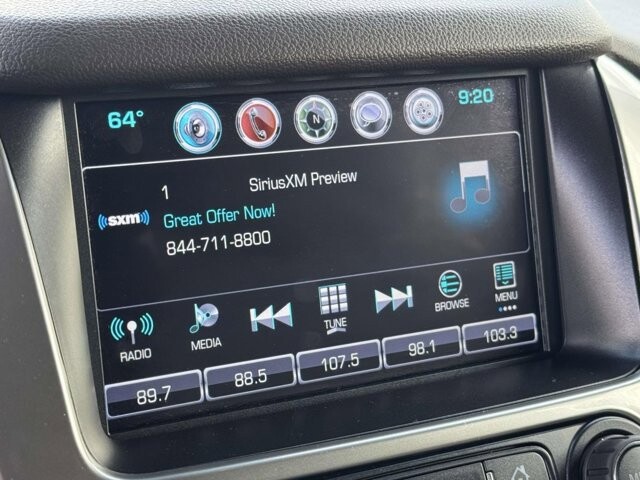 64°
N
9:20
1 SiriusXM Preview
((sxm))
Great Offer Now!
844-711-8800
RADIO MEDIA TUNE BROWSE MENU
89.7 88.5 107.5 98.1 103.3